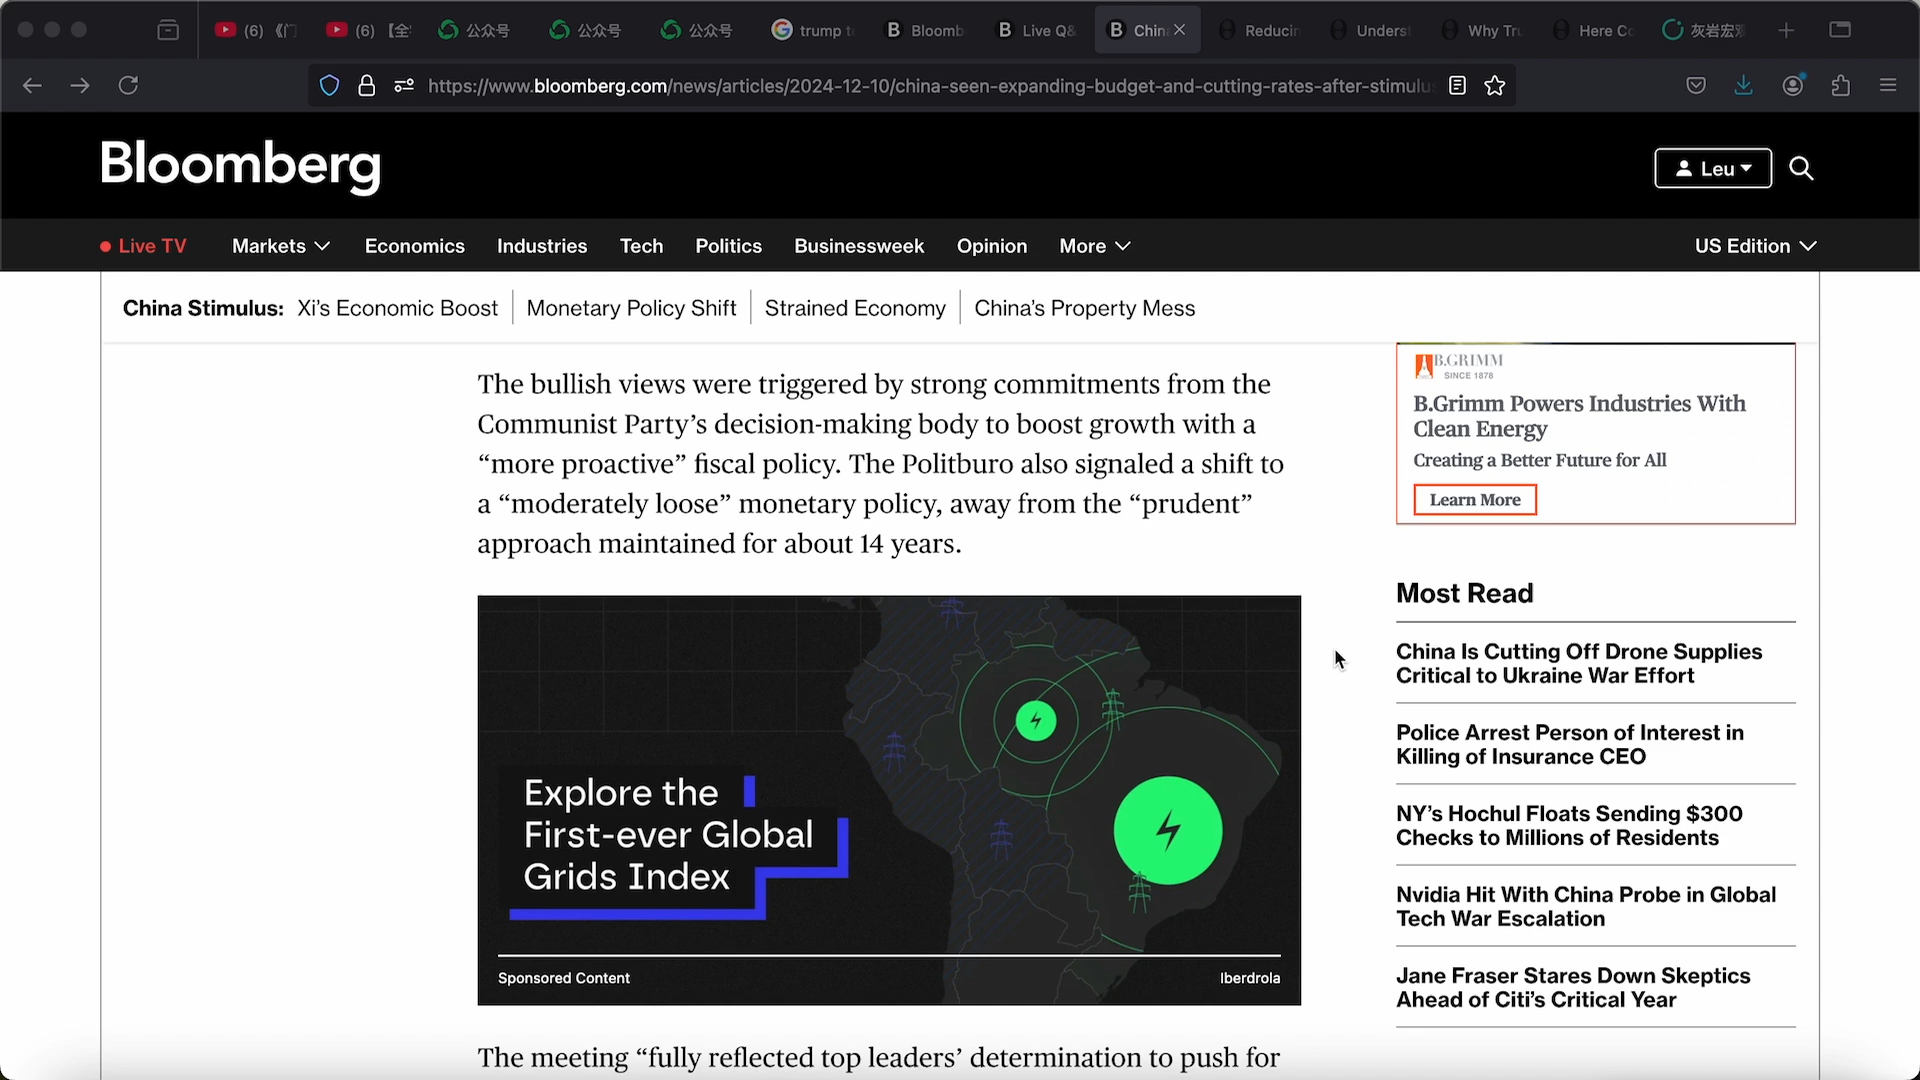 (6) 《门
(6) 【全
公众号
公众号
公众号
trump t
Bloomb
Live Q&
Chin
Reducin
Unders
Why Tru
Here Co
灰岩宏观
https://www.bloomberg.com/news/articles/2024-12-10/china-seen-expanding-budget-and-cutting-rates-after-stimulu
Bloomberg
Leu
Live TV
Markets
Economics
Industries
Tech
Politics
Businessweek
Opinion
More
US Edition
China Stimulus:
Xi’s Economic Boost
Monetary Policy Shift
Strained Economy
China’s Property Mess
The bullish views were triggered by strong commitments from the
Communist Party’s decision-making body to boost growth with a
“more proactive” fiscal policy. The Politburo also signaled a shift to
a “moderately loose” monetary policy, away from the “prudent”
approach maintained for about 14 years.
Explore the
First-ever Global
Grids Index
Sponsored Content
Iberdrola
The meeting “fully reflected top leaders’ determination to push for
B.GRIMM
SINCE 1878
B.Grimm Powers Industries With
Clean Energy
Creating a Better Future for All
Learn More
Most Read
China Is Cutting Off Drone Supplies
Critical to Ukraine War Effort
Police Arrest Person of Interest in
Killing of Insurance CEO
NY’s Hochul Floats Sending $300
Checks to Millions of Residents
Nvidia Hit With China Probe in Global
Tech War Escalation
Jane Fraser Stares Down Skeptics
Ahead of Citi’s Critical Year